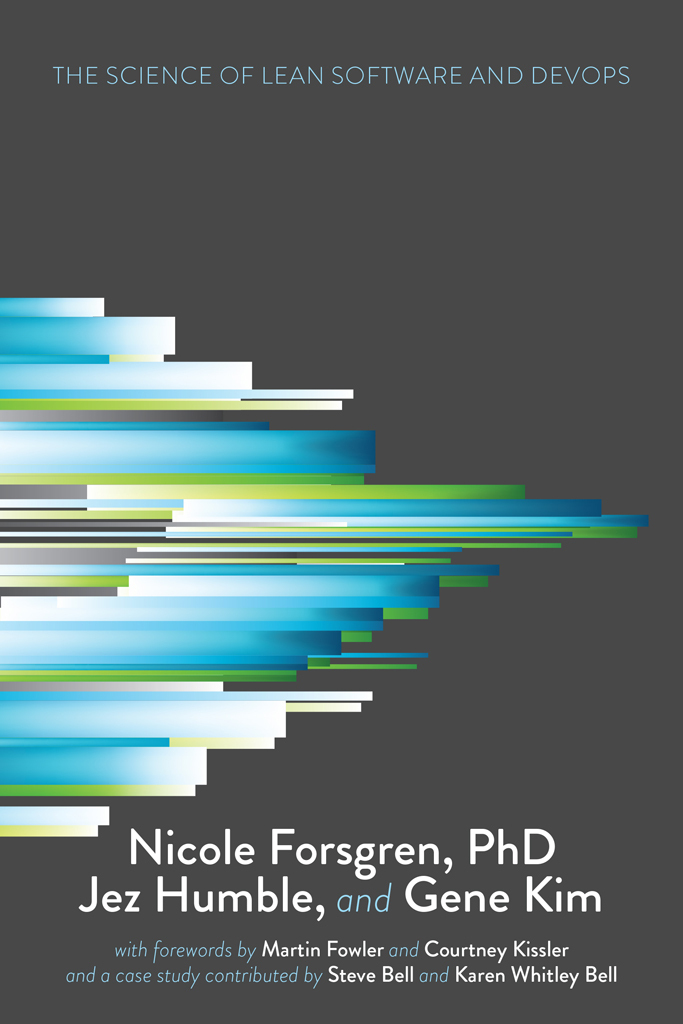 THE SCIENCE OF LEAN SOFTWARE AND DEVOPS
Nicole Forsgren, PhD
Jez Humble, and Gene Kim
with forewords by Martin Fowler and Courtney Kissler
and a case study contributed by Steve Bell and Karen Whitley Bell